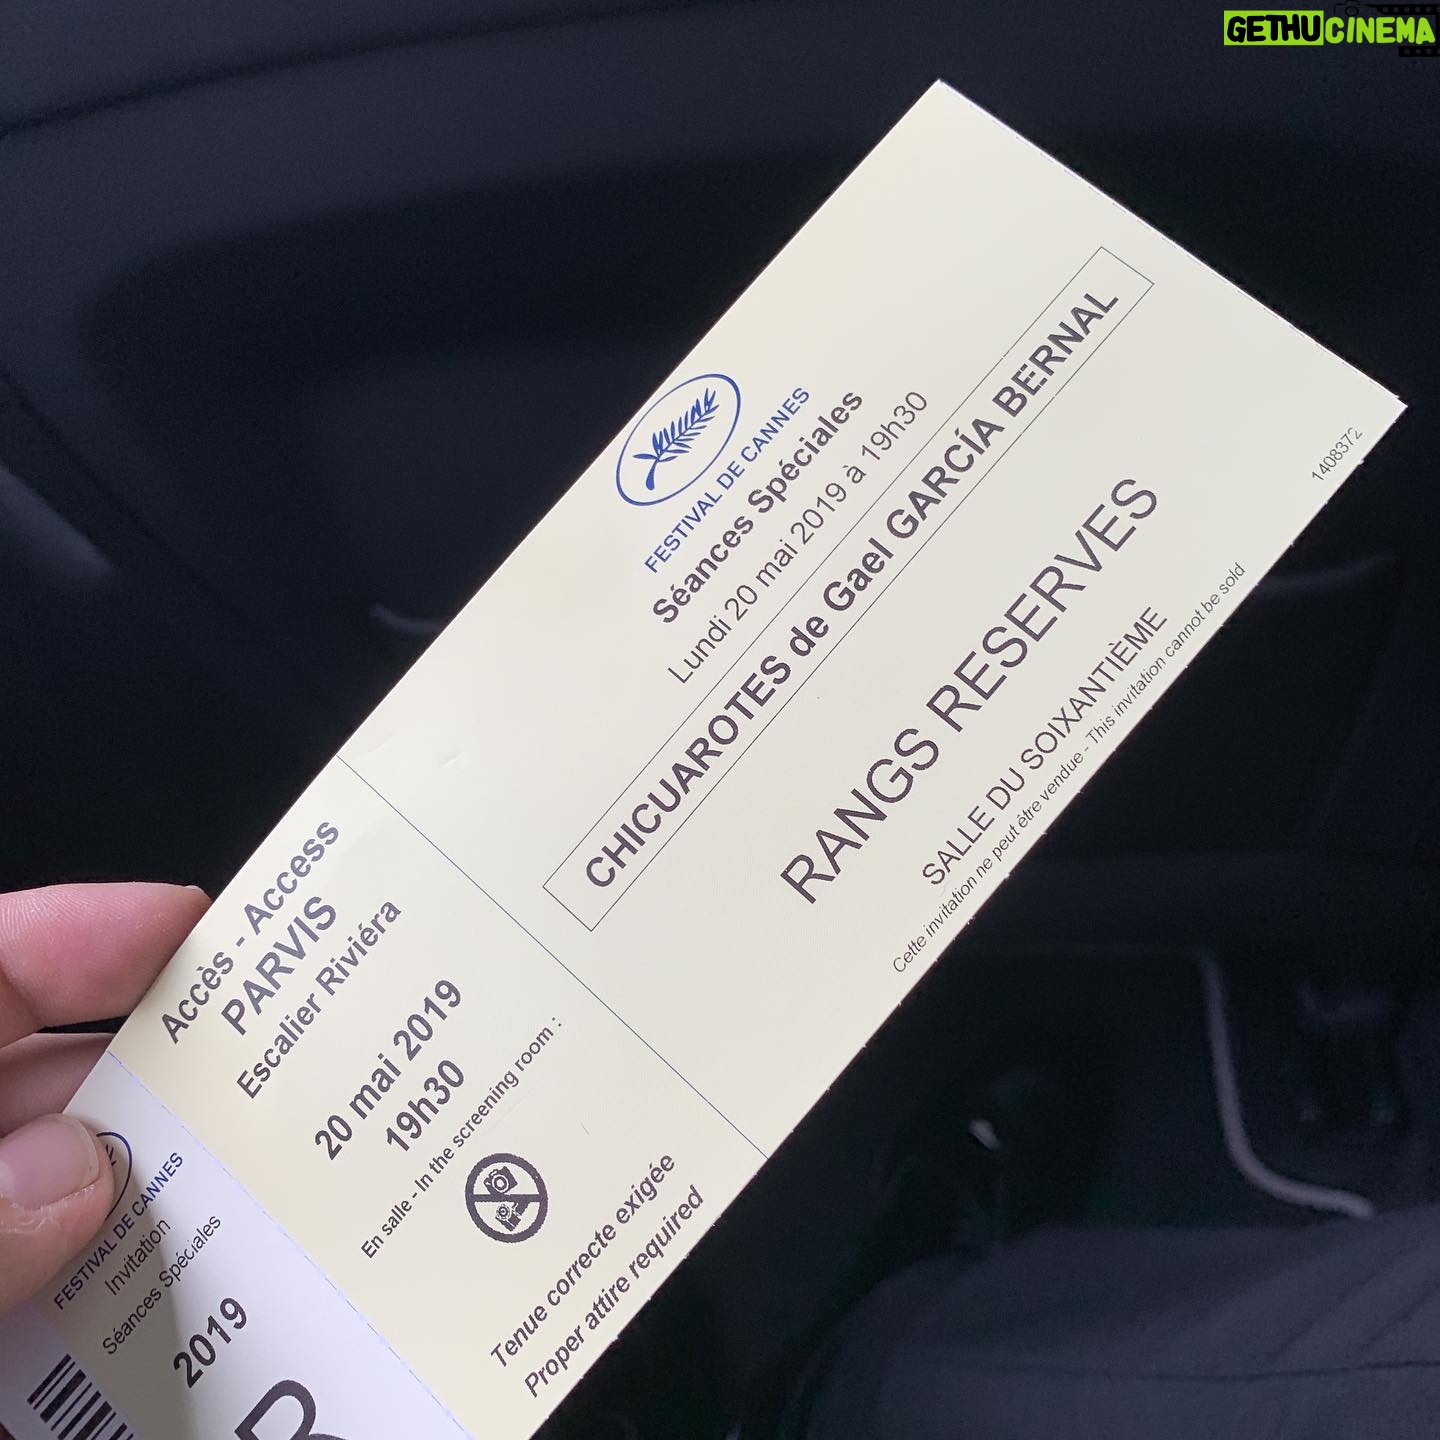 GETHUCINEMA
FESTIVAL DE CANNES
Séances Spéciales
Lundi 20 mai 2019 à 19h30
CHICUAROTES de Gael GARCÍA BERNAL
RANGS RESERVES
SALLE DU SOIXANTIÈME
Cette invitation ne peut être vendue - This invitation cannot be sold
1408372
Accès - Access
PARVIS
Escalier Riviéra
20 mai 2019
19h30
En salle - In the screening room :
Tenue correcte exigée
Proper attire required
FESTIVAL DE CANNES
Invitation
Séances Spéciales
2019